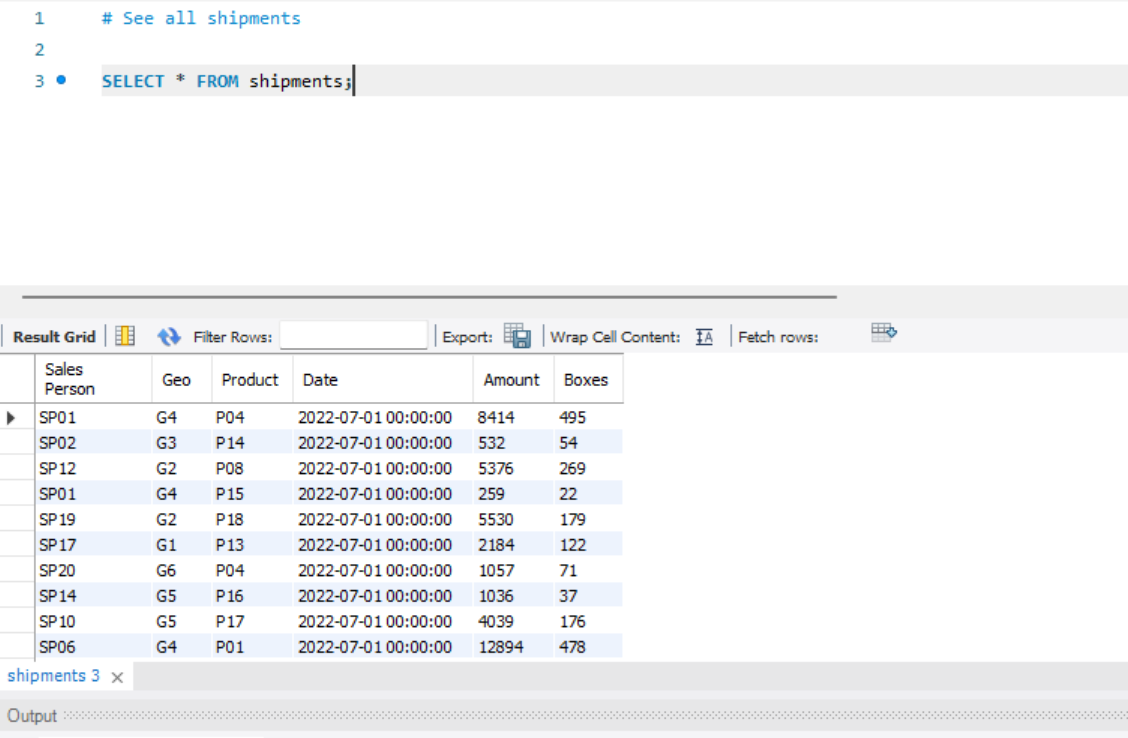 1 # See all shipments
2
3 SELECT * FROM shipments;
Result Grid Filter Rows: Export: Wrap Cell Content: Fetch rows:
Sales
Person Geo Product Date Amount Boxes
SP01 G4 P04 2022-07-01 00:00:00 8414 495
SP02 G3 P14 2022-07-01 00:00:00 532 54
SP12 G2 P08 2022-07-01 00:00:00 5376 269
SP01 G4 P15 2022-07-01 00:00:00 259 22
SP19 G2 P18 2022-07-01 00:00:00 5530 179
SP17 G1 P13 2022-07-01 00:00:00 2184 122
SP20 G6 P04 2022-07-01 00:00:00 1057 71
SP14 G5 P16 2022-07-01 00:00:00 1036 37
SP10 G5 P17 2022-07-01 00:00:00 4039 176
SP06 G4 P01 2022-07-01 00:00:00 12894 478
shipments 3
Output